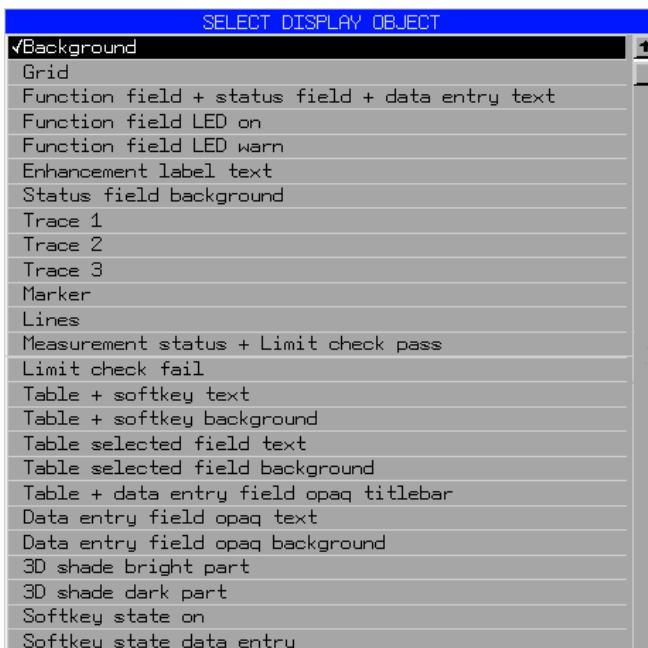 SELECT DISPLAY OBJECT
√Background
Grid
Function field + status field + data entry text
Function field LED on
Function field LED warn
Enhancement label text
Status field background
Trace 1
Trace 2
Trace 3
Marker
Lines
Measurement status + Limit check pass
Limit check fail
Table + softkey text
Table + softkey background
Table selected field text
Table selected field background
Table + data entry field opaq titlebar
Data entry field opaq text
Data entry field opaq background
3D shade bright part
3D shade dark part
Softkey state on
Softkey state data entry